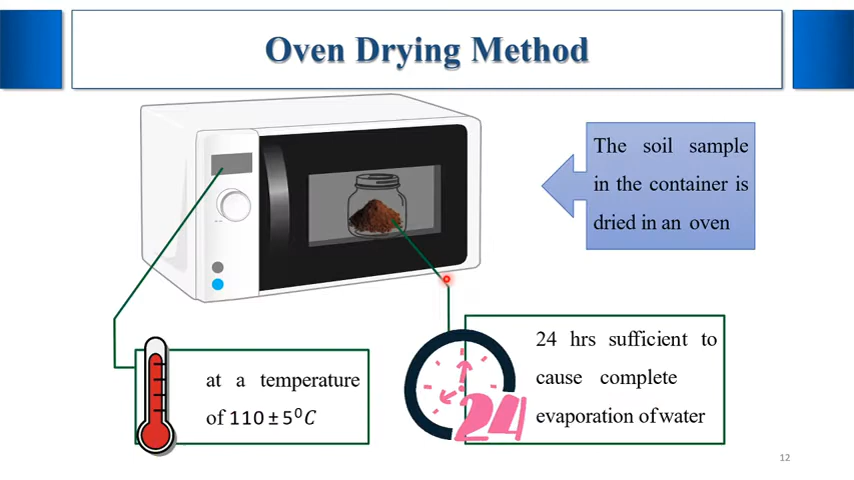 Oven Drying Method
The soil sample
in the container is
dried in an oven
at a temperature
of 110 ± 5⁰C
24 hrs sufficient to
cause complete
evaporation of water
24
12